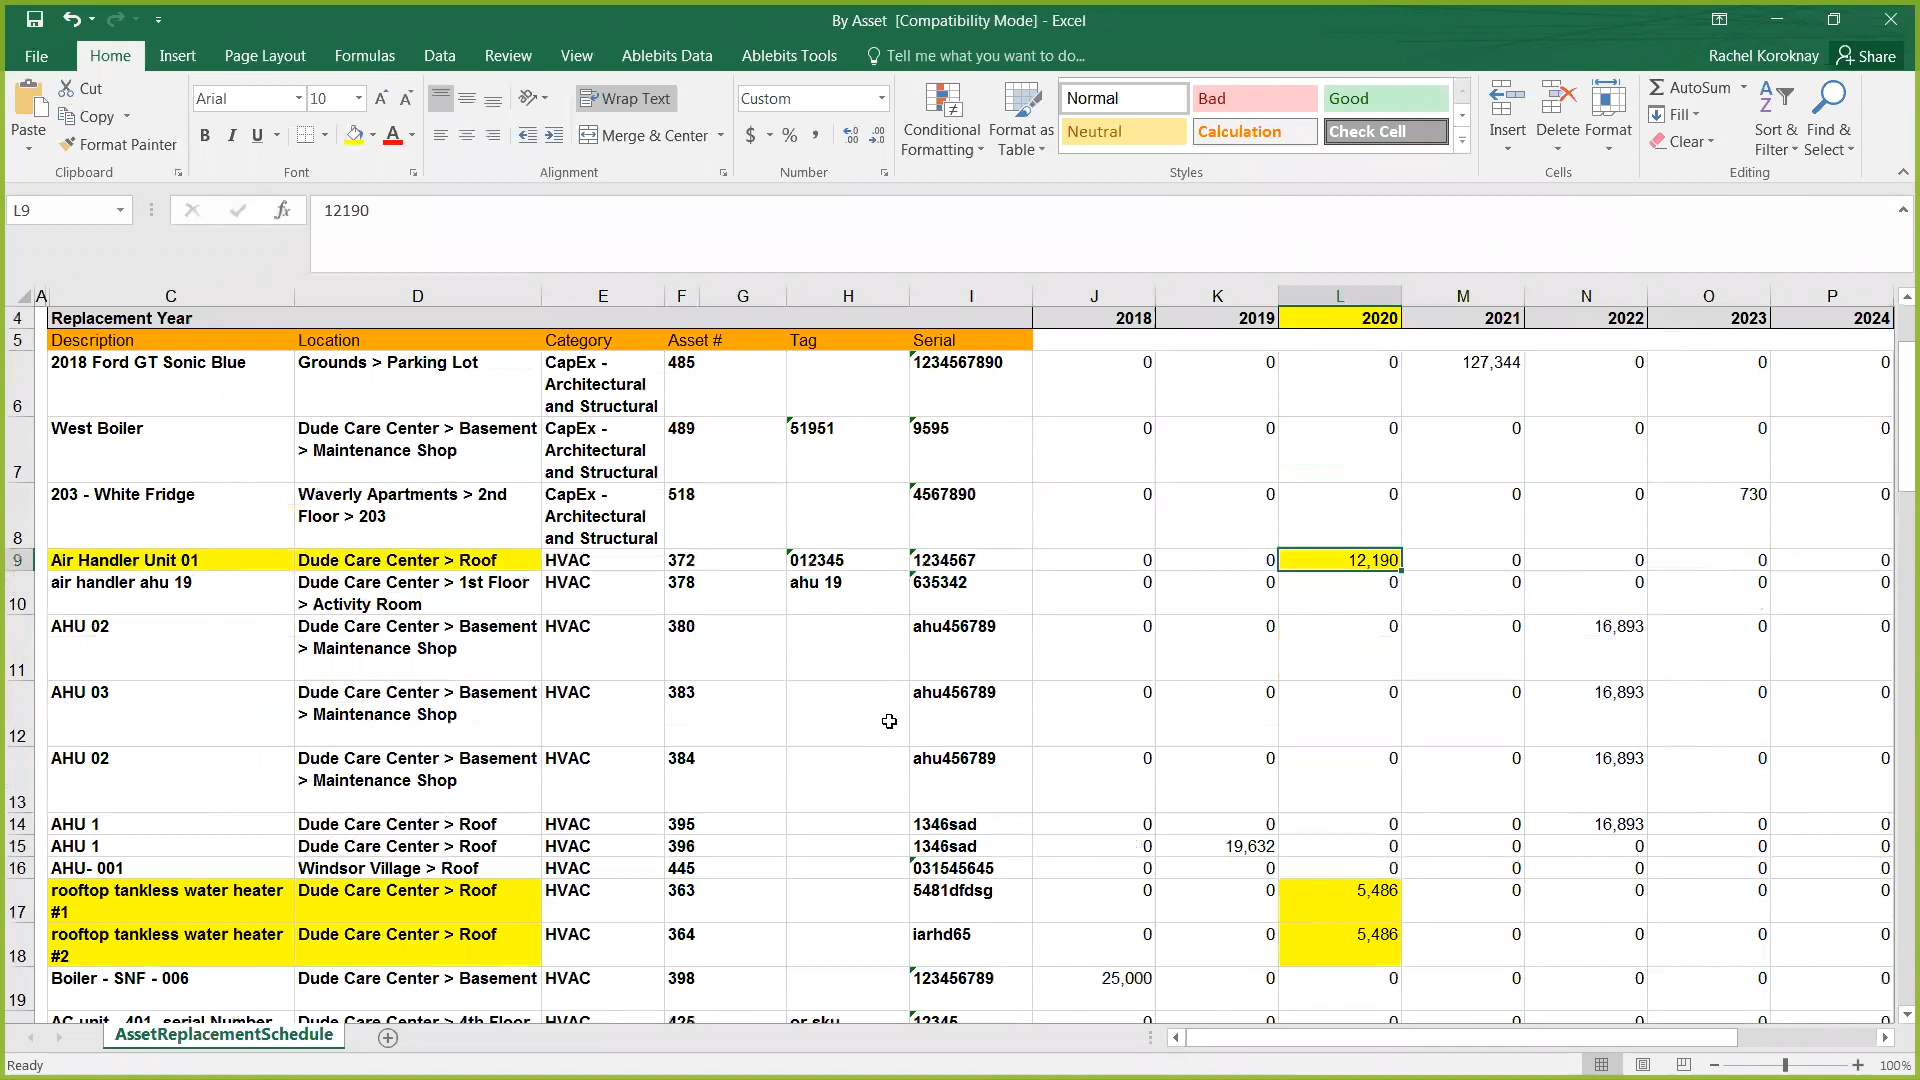 By Asset [Compatibility Mode] - Excel
File Home Insert Page Layout Formulas Data Review View Ablebits Data Ablebits Tools Tell me what you want to do... Rachel Koroknay Share
Paste
Cut
Copy
Format Painter
Clipboard
Arial 10
B I U
Font
Wrap Text
Merge & Center
Alignment
Custom
$ % ,
Number
Conditional Formatting
Format as Table
Normal Bad Good
Neutral Calculation Check Cell
Styles
Insert Delete Format
Cells
AutoSum
Fill
Clear
Sort & Filter
Find & Select
Editing
L9 fx 12190
A C D E F G H I J K L M N O P
4 Replacement Year 2018 2019 2020 2021 2022 2023 2024
5 Description Location Category Asset # Tag Serial
6 2018 Ford GT Sonic Blue Grounds > Parking Lot CapEx - Architectural and Structural 485 1234567890 0 0 0 127,344 0 0 0
7 West Boiler Dude Care Center > Basement > Maintenance Shop CapEx - Architectural and Structural 489 51951 9595 0 0 0 0 0 0 0
8 203 - White Fridge Waverly Apartments > 2nd Floor > 203 CapEx - Architectural and Structural 518 4567890 0 0 0 0 0 730 0
9 Air Handler Unit 01 Dude Care Center > Roof HVAC 372 012345 1234567 0 0 12,190 0 0 0 0
10 air handler ahu 19 Dude Care Center > 1st Floor > Activity Room HVAC 378 ahu 19 635342 0 0 0 0 0 0 0
11 AHU 02 Dude Care Center > Basement > Maintenance Shop HVAC 380 ahu456789 0 0 0 0 16,893 0 0
12 AHU 03 Dude Care Center > Basement > Maintenance Shop HVAC 383 ahu456789 0 0 0 0 16,893 0 0
13 AHU 02 Dude Care Center > Basement > Maintenance Shop HVAC 384 ahu456789 0 0 0 0 16,893 0 0
14 AHU 1 Dude Care Center > Roof HVAC 395 1346sad 0 0 0 0 16,893 0 0
15 AHU 1 Dude Care Center > Roof HVAC 396 1346sad 0 19,632 0 0 0 0 0
16 AHU- 001 Windsor Village > Roof HVAC 445 031545645 0 0 0 0 0 0 0
17 rooftop tankless water heater #1 Dude Care Center > Roof HVAC 363 5481dfdsg 0 0 5,486 0 0 0 0
18 rooftop tankless water heater #2 Dude Care Center > Roof HVAC 364 iarhd65 0 0 5,486 0 0 0 0
19 Boiler - SNF - 006 Dude Care Center > Basement HVAC 398 123456789 25,000 0 0 0 0 0 0
AC unit - 401 serial Number Dude Care Center > 4th Floor HVAC 425 or sku 12345 0 0 0 0 0 0 0
AssetReplacementSchedule
Ready 100%